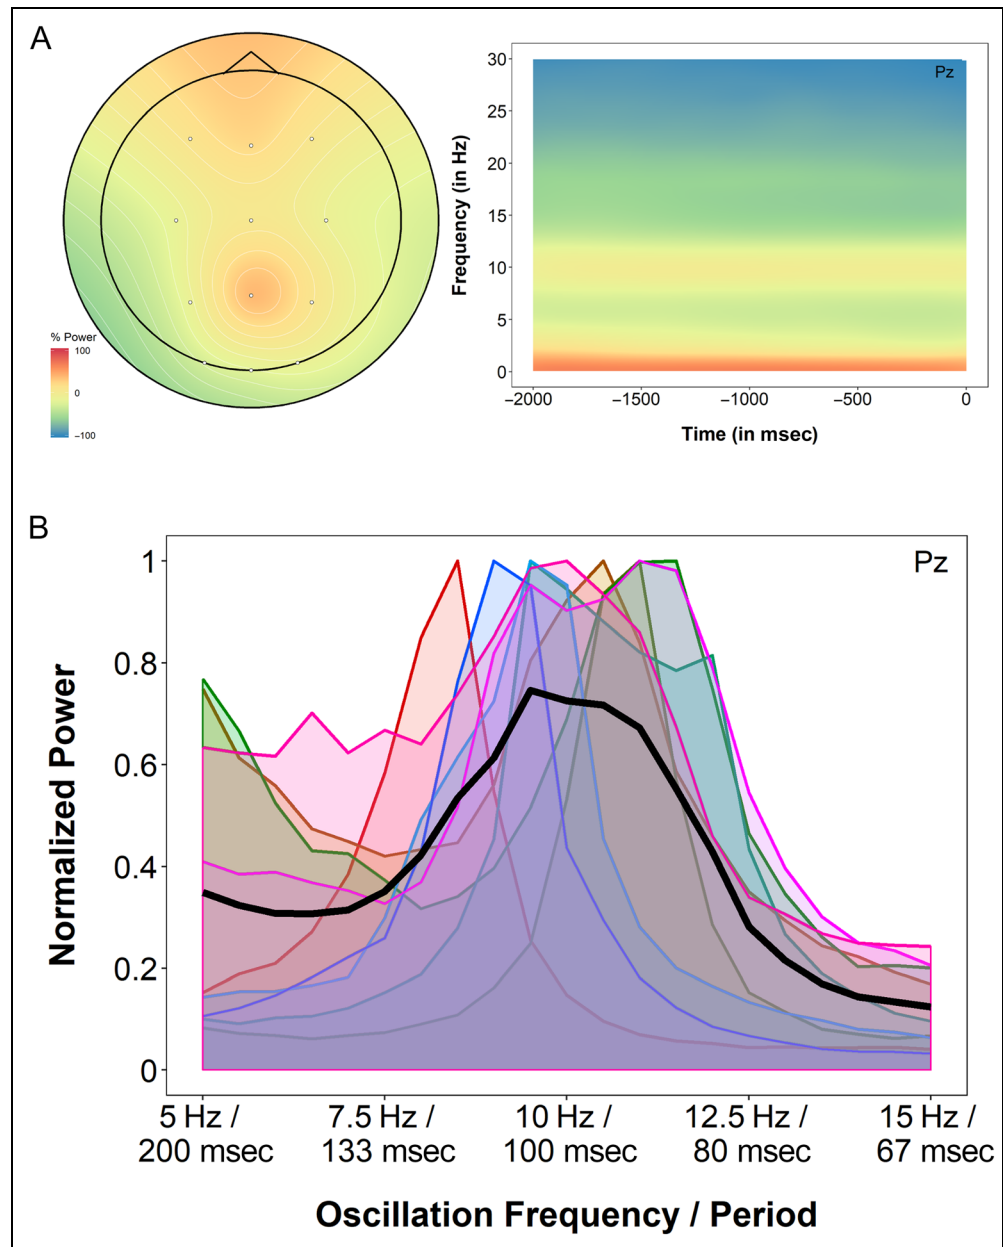 A
% Power
100
0
−100
Frequency (in Hz)
30
25
20
15
10
5
0
Pz
−2000
−1500
−1000
−500
0
Time (in msec)
B
Pz
Normalized Power
1
0.8
0.6
0.4
0.2
0
5 Hz / 7.5 Hz / 10 Hz / 12.5 Hz / 15 Hz /
200 msec 133 msec 100 msec 80 msec 67 msec
Oscillation Frequency / Period